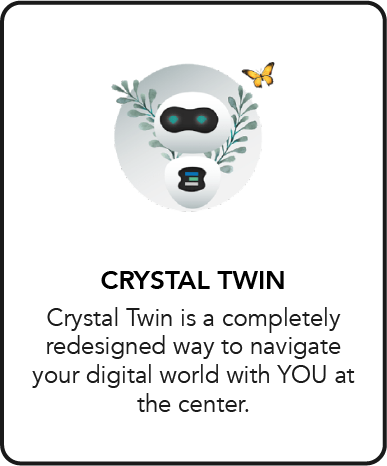 CRYSTAL TWIN
Crystal Twin is a completely
redesigned way to navigate
your digital world with YOU at
the center.